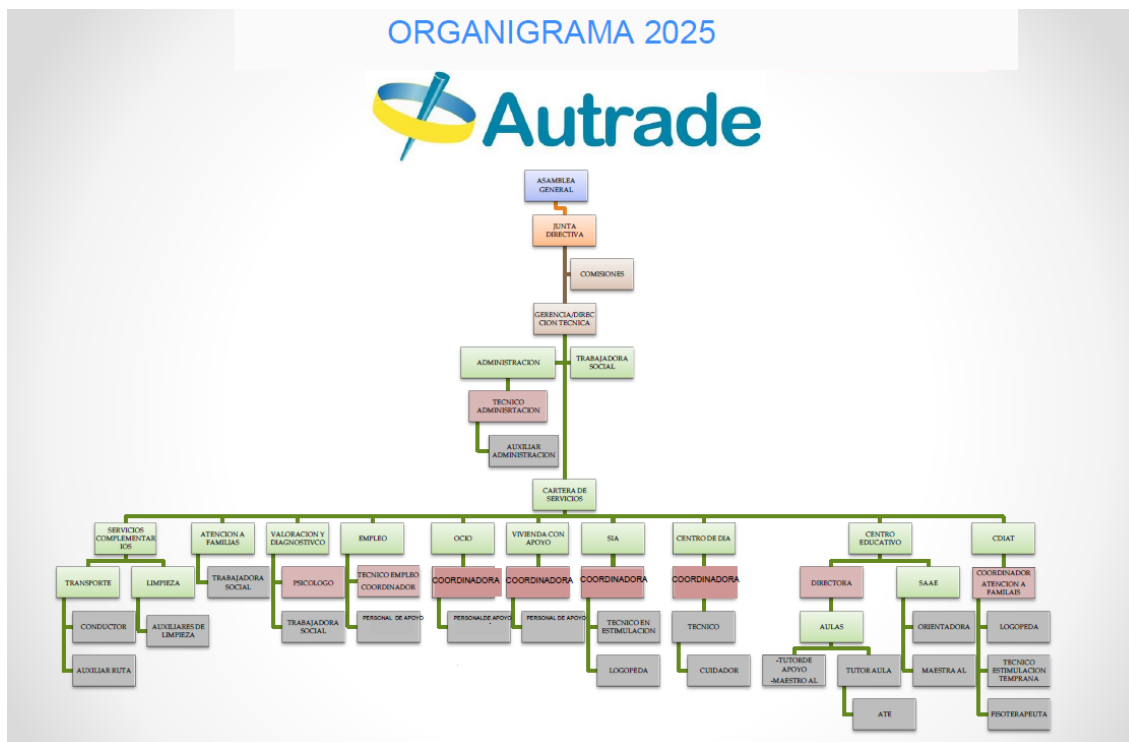 ORGANIGRAMA 2025
Autrade
ASAMBLEA
GENERAL
JUNTA
DIRECTIVA
COMISIONES
GERENCIA/DIREC
CION TECNICA
ADMINISTRACION
TRABAJADORA
SOCIAL
TECNICO
ADMINISRTACION
AUXILIAR
ADMINISTRACION
CARTERA DE
SERVICIOS
SERVICIOS
COMPLEMENTAR
IOS
ATENCION A
FAMILIAS
VALORACION Y
DIAGNOSTIVCO
EMPLEO
OCIO
VIVIENDA CON
APOYO
SIA
CENTRO DE DIA
CENTRO
EDUCATIVO
CDIAT
TRANSPORTE
LIMPIEZA
TRABAJADORA
SOCIAL
PSICOLOGO
TECNICO EMPLEO
COORDINADOR
COORDINADORA
COORDINADORA
COORDINADORA
COORDINADORA
DIRECTORA
SAAE
COORDINADOR
ATENCION A
FAMILAIS
CONDUCTOR
AUXILIARES DE
LIMPIEZA
TRABAJADORA
SOCIAL
PERSONAL DE APOYO
PERSONALDE APOYO
PERSONAL DE APOYO
TECNICO EN
ESTIMULACION
TECNICO
AULAS
ORIENTADORA
LOGOPEDA
AUXILIAR RUTA
LOGOPEDA
CUIDADOR
-TUTORDE
APOYO
-MAESTRO AL
TUTOR AULA
MAESTRA AL
TECNICO
ESTIMULACION
TEMPRANA
ATE
FISOTERAPEUTA